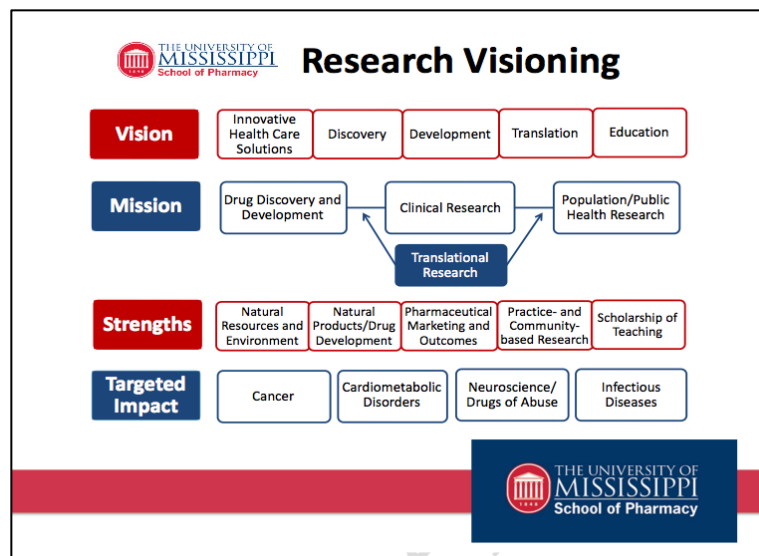 THE UNIVERSITY OF
MISSISSIPPI
School of Pharmacy
1848
Research Visioning
Vision
Innovative
Health Care
Solutions
Discovery
Development
Translation
Education
Mission
Drug Discovery and
Development
Clinical Research
Population/Public
Health Research
Translational
Research
Strengths
Natural
Resources and
Environment
Natural
Products/Drug
Development
Pharmaceutical
Marketing and
Outcomes
Practice- and
Community-
based Research
Scholarship of
Teaching
Targeted
Impact
Cancer
Cardiometabolic
Disorders
Neuroscience/
Drugs of Abuse
Infectious
Diseases
THE UNIVERSITY OF
MISSISSIPPI
School of Pharmacy
1848